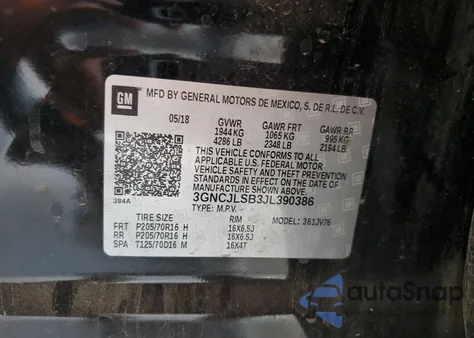 GM
MFD BY GENERAL MOTORS DE MEXICO, S. DE R.L. DE C.V.
05/18 GVWR GAWR FRT GAWR RR
1944 KG 1065 KG 995 KG
4286 LB 2348 LB 2194 LB
THIS VEHICLE CONFORMS TO ALL APPLICABLE
U.S. FEDERAL MOTOR
VEHICLE SAFETY AND THEFT
PREVENTION STANDARDS IN EFFECT ON THE DATE OF
MANUFACTURE SHOWN ABOVE.
384A 3GNCJLSB3JL390386
TYPE: M.P.V. MODEL: 1JV76
TIRE SIZE RIM
FRT P205/70R16 H 16X6.5J
RR P205/70R16 H 16X6.5J
SPA T125/70D16 M 16X4T
autoSnap